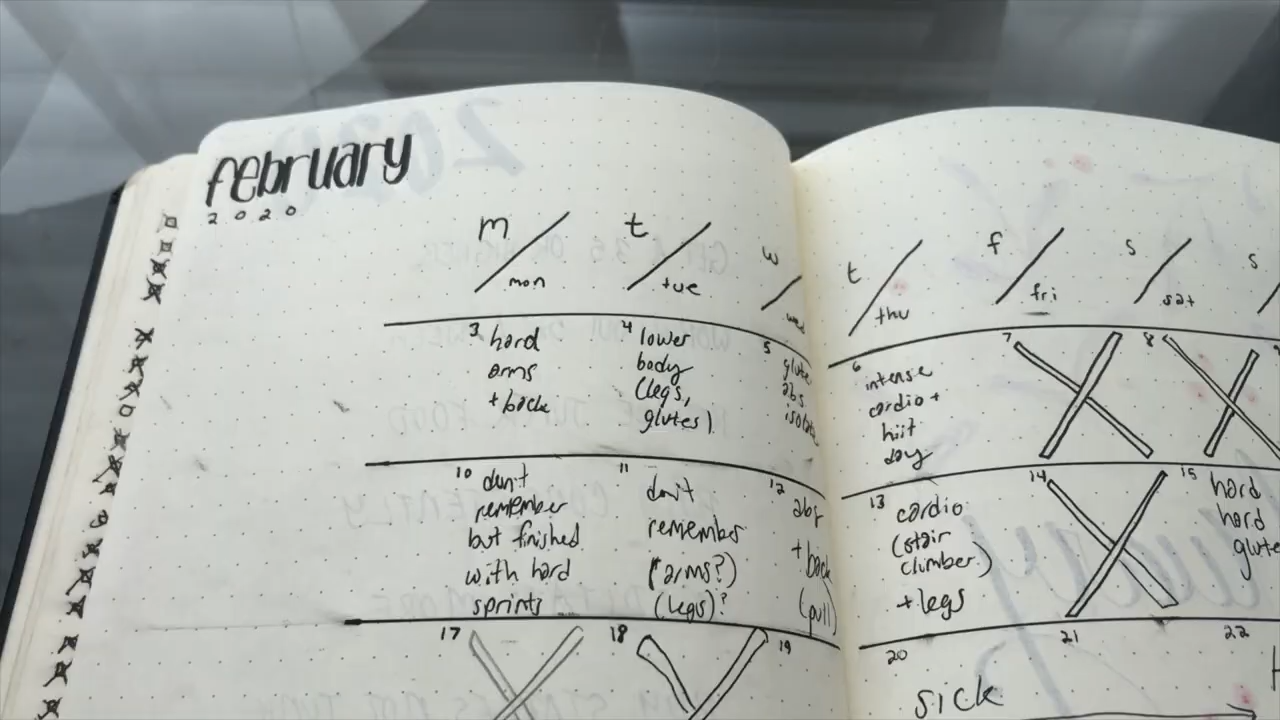 february
2020
m / mon
t / tue
w / wed
t / thu
f / fri
s / sat
s
3 hard
arms
+ back
4 lower
body
(legs,
glutes)
5 glute
abs
6 intense
cardio +
hiit
day
7
8
10 don't
remember
but finished
with hard
sprints
11 don't
remember
(arms?)
(legs)?
12 abs
+ back
(pull)
13 cardio
(stair
climber)
+ legs
14
15 hard
hard
glute
17
18
19
20
sick
21
22